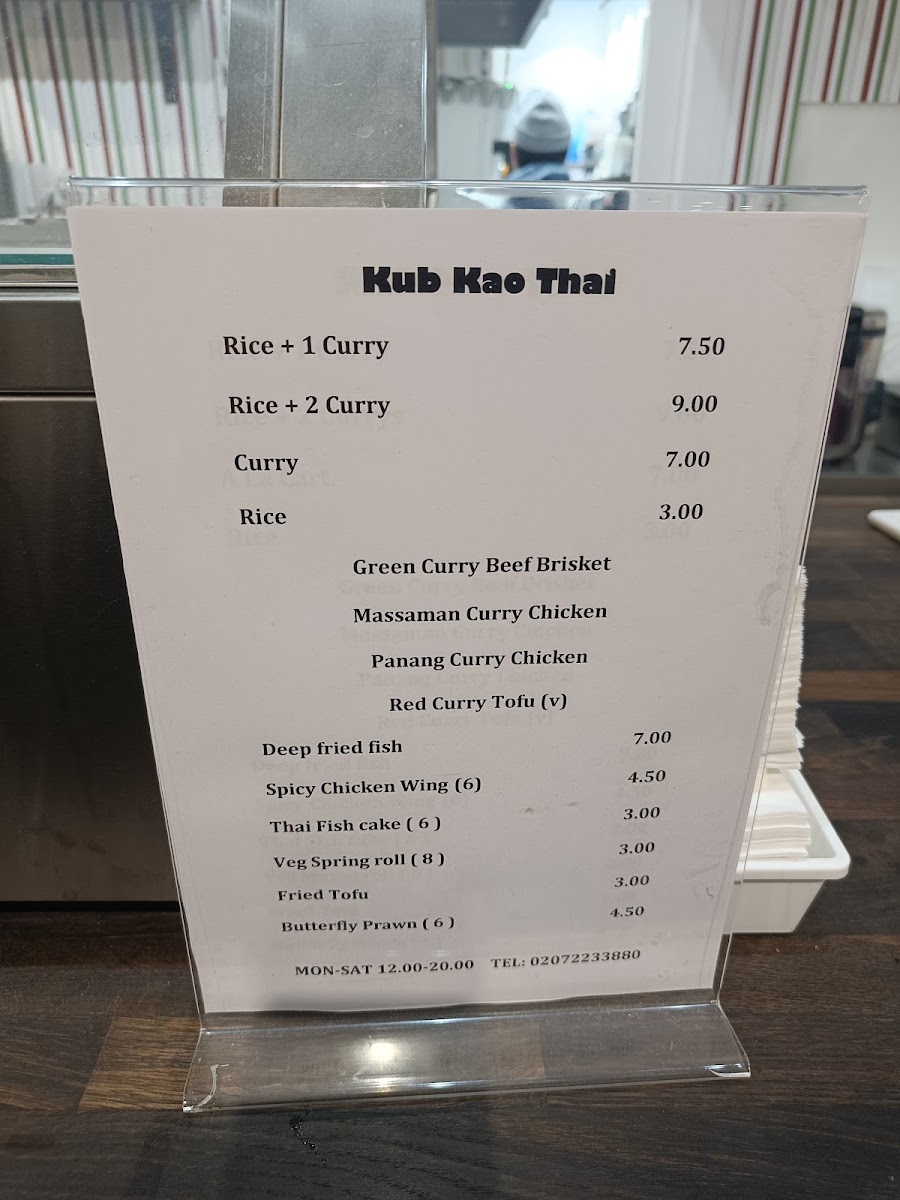 Kub Kao Thai
Rice + 1 Curry 7.50
Rice + 2 Curry 9.00
Curry 7.00
Rice 3.00
Green Curry Beef Brisket
Massaman Curry Chicken
Panang Curry Chicken
Red Curry Tofu (v)
Deep fried fish 7.00
Spicy Chicken Wing (6) 4.50
Thai Fish cake ( 6 ) 3.00
Veg Spring roll ( 8 ) 3.00
Fried Tofu 3.00
Butterfly Prawn ( 6 ) 4.50
MON-SAT 12.00-20.00 TEL: 02072233880